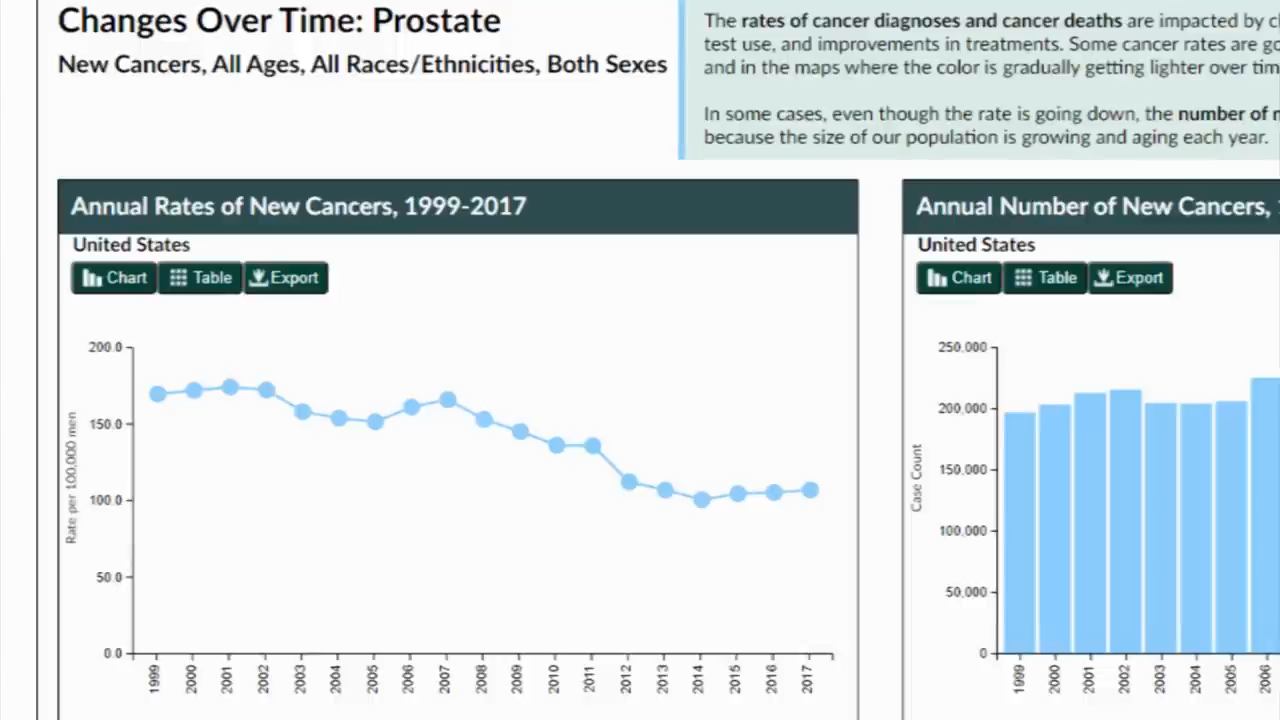 Changes Over Time: Prostate
New Cancers, All Ages, All Races/Ethnicities, Both Sexes
The rates of cancer diagnoses and cancer deaths are impacted by
test use, and improvements in treatments. Some cancer rates are
and in the maps where the color is gradually getting lighter over
In some cases, even though the rate is going down, the number of
because the size of our population is growing and aging each year.
Annual Rates of New Cancers, 1999-2017
United States
Chart Table Export
200.0
150.0
100.0
50.0
0.0
Rate per 100,000 men
1999 2000 2001 2002 2003 2004 2005 2006 2007 2008 2009 2010 2011 2012 2013 2014 2015 2016 2017
Annual Number of New Cancers,
United States
Chart Table Export
250,000
200,000
150,000
100,000
50,000
0
Case Count
1999 2000 2001 2002 2003 2004 2005 2006